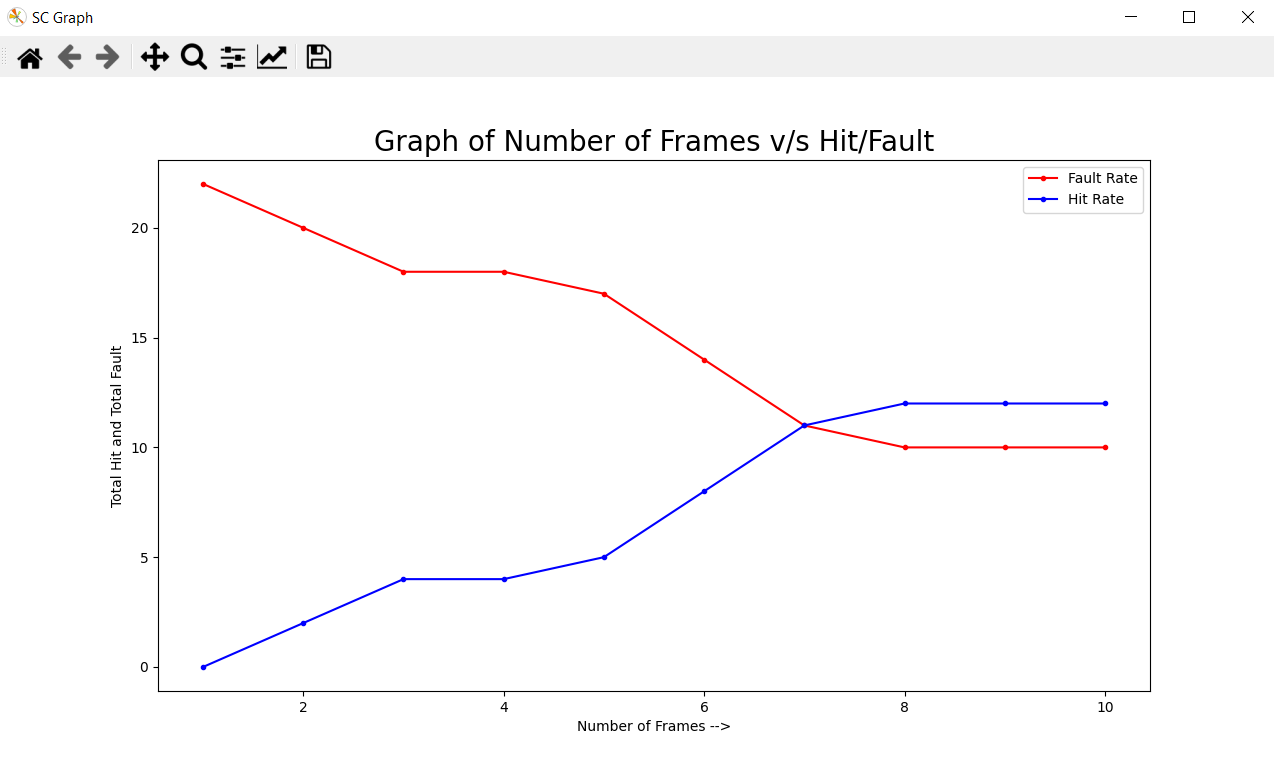 SC Graph
Graph of Number of Frames v/s Hit/Fault
Fault Rate
Hit Rate
Total Hit and Total Fault
20
15
10
5
0
2 4 6 8 10
Number of Frames -->